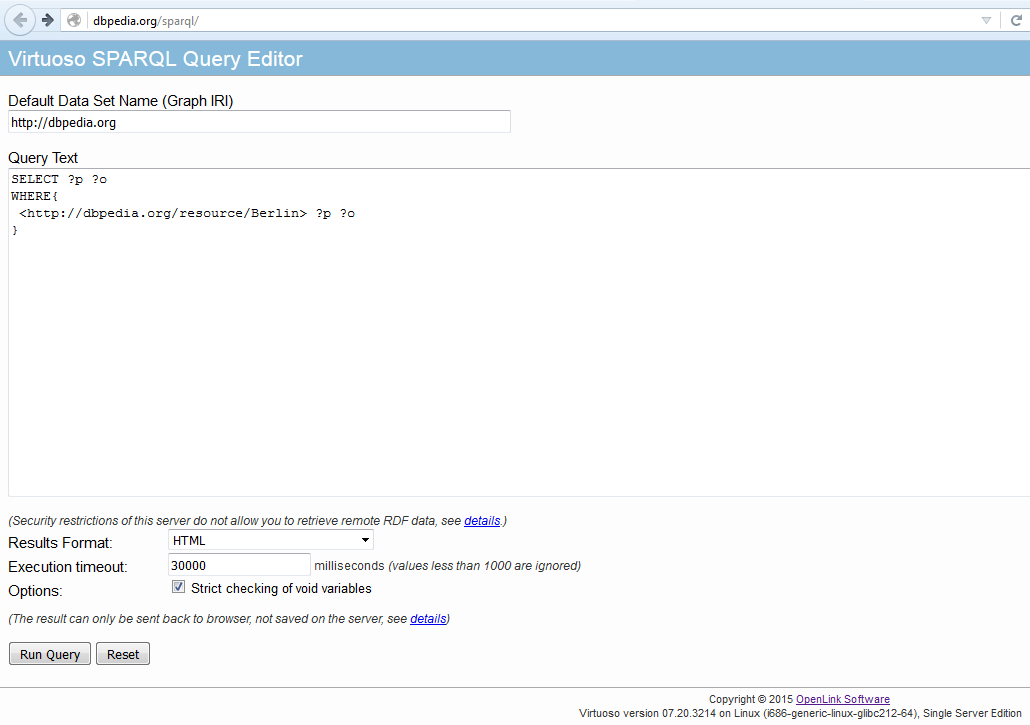 dbpedia.org/sparql/
Virtuoso SPARQL Query Editor
Default Data Set Name (Graph IRI)
http://dbpedia.org
Query Text
SELECT ?p ?o
WHERE{
<http://dbpedia.org/resource/Berlin> ?p ?o
}
(Security restrictions of this server do not allow you to retrieve remote RDF data, see details.)
Results Format: HTML
Execution timeout: 30000 milliseconds (values less than 1000 are ignored)
Options: Strict checking of void variables
(The result can only be sent back to browser, not saved on the server, see details)
Run Query Reset
Copyright © 2015 OpenLink Software
Virtuoso version 07.20.3214 on Linux (i686-generic-linux-glibc212-64), Single Server Edition